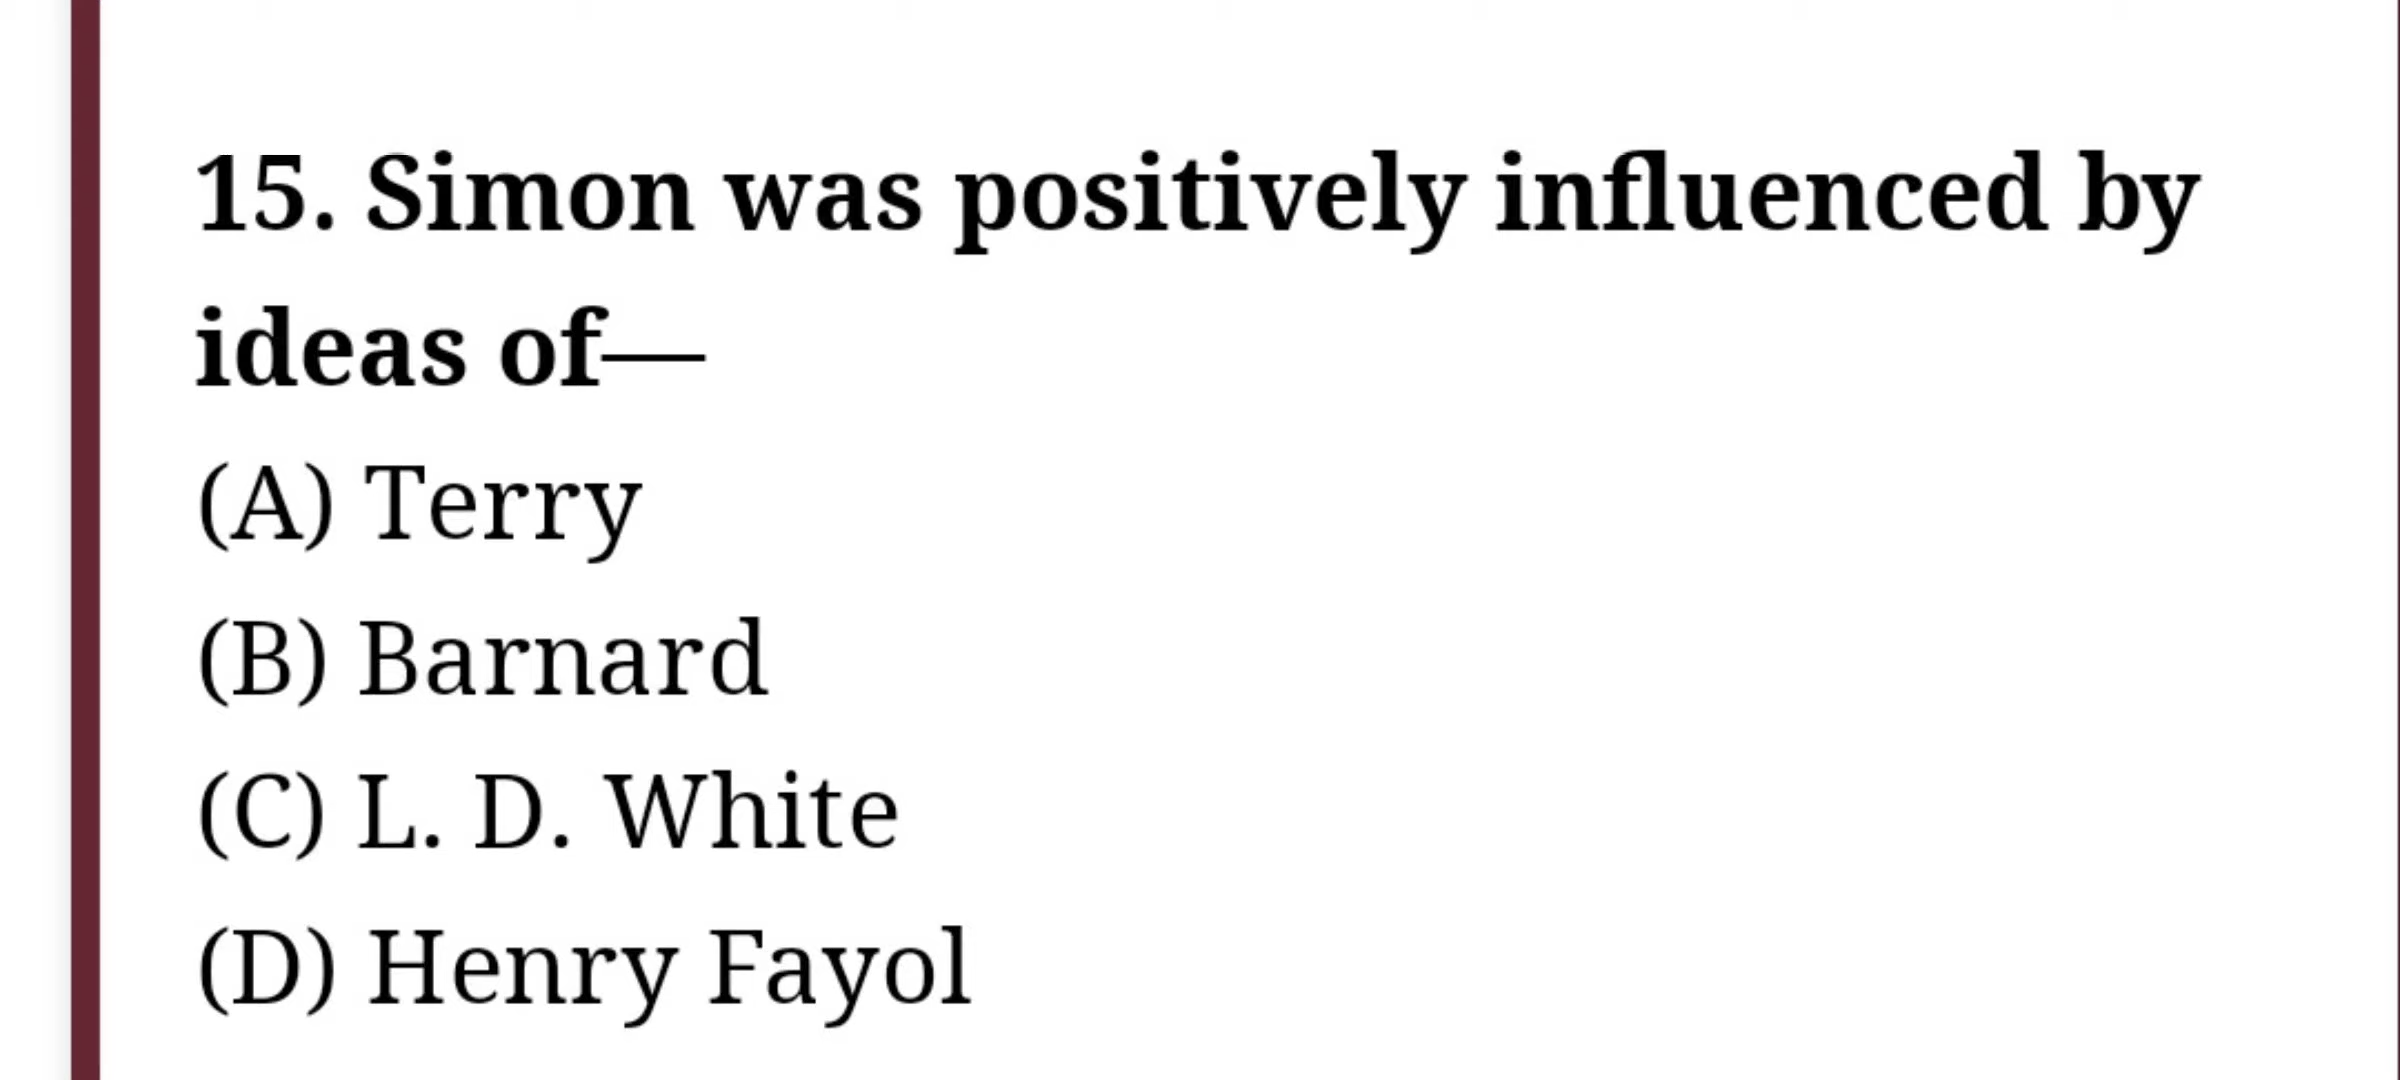 15. Simon was positively influenced by
ideas of—
(A) Terry
(B) Barnard
(C) L. D. White
(D) Henry Fayol